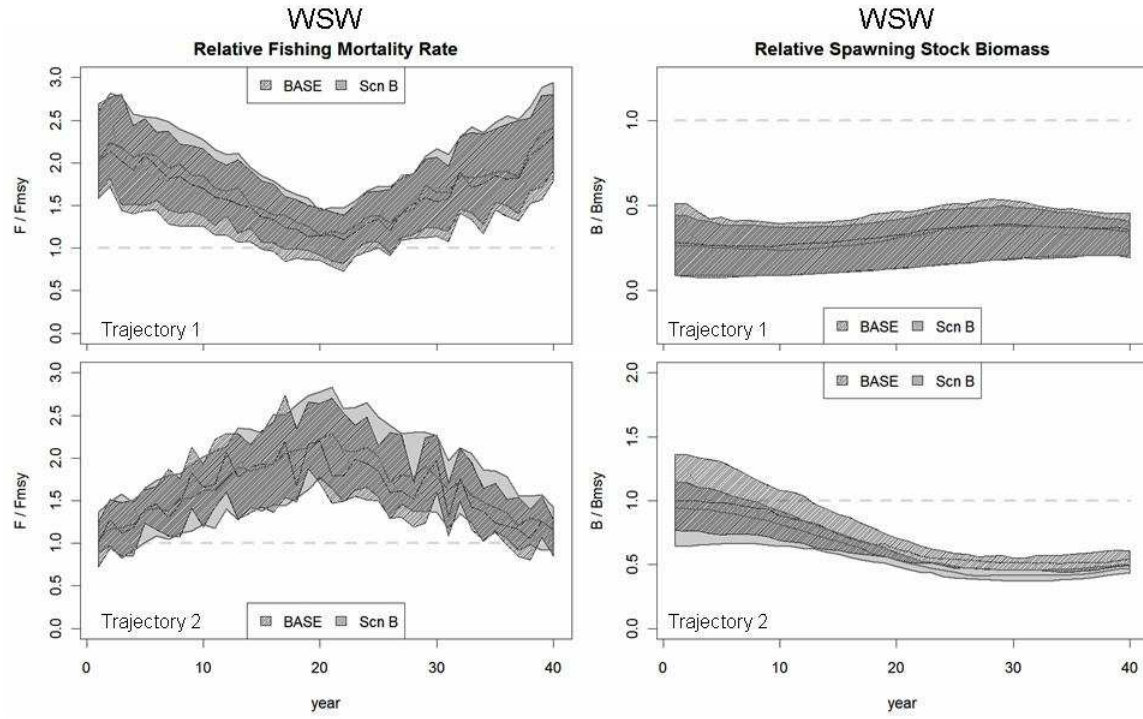 WSW
Relative Fishing Mortality Rate
BASE Scn B
F / Fmsy
3.0
2.5
2.0
1.5
1.0
0.5
0.0
Trajectory 1
WSW
Relative Spawning Stock Biomass
B / Bmsy
1.0
0.5
0.0
BASE Scn B
Trajectory 1
F / Fmsy
3.0
2.5
2.0
1.5
1.0
0.5
0.0
BASE Scn B
Trajectory 2
0 10 20 30 40
year
BASE Scn B
B / Bmsy
2.0
1.5
1.0
0.5
0.0
Trajectory 2
0 10 20 30 40
year